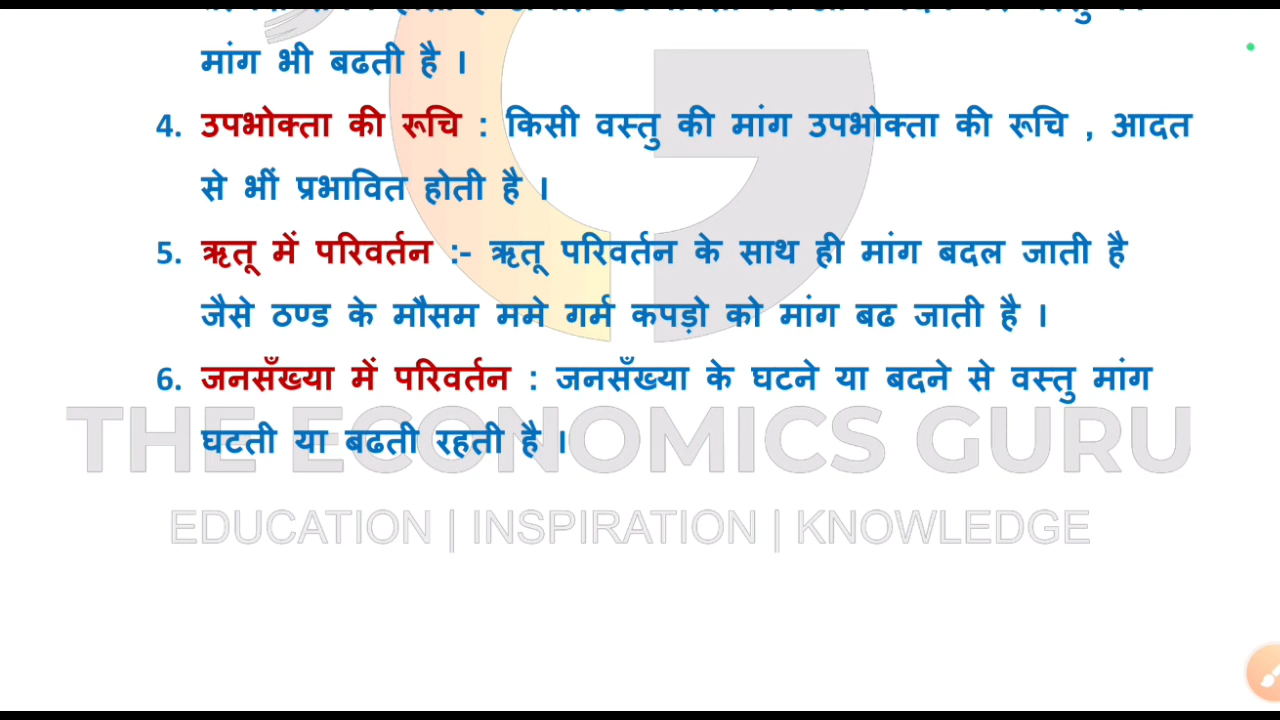 मांग भी बढती है ।
4. उपभोक्ता की रूचि : किसी वस्तु की मांग उपभोक्ता की रूचि , आदत
से भीं प्रभावित होती है ।
5. ऋतू में परिवर्तन :- ऋतू परिवर्तन के साथ ही मांग बदल जाती है
जैसे ठण्ड के मौसम ममे गर्म कपड़ो को मांग बढ जाती है ।
6. जनसँख्या में परिवर्तन : जनसँख्या के घटने या बदने से वस्तु मांग
घटती या बढती रहती है ।
THE ECONOMICS GURU
EDUCATION | INSPIRATION | KNOWLEDGE